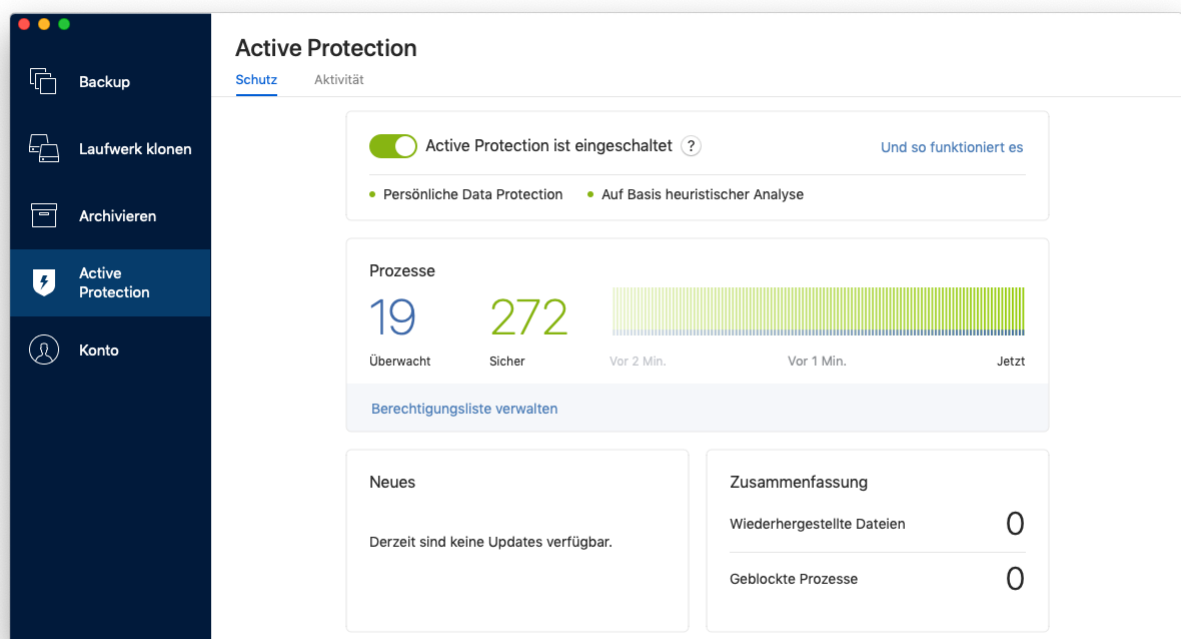 Active Protection
Schutz
Aktivität
Backup
Laufwerk klonen
Archivieren
Active
Protection
Konto
Active Protection ist eingeschaltet ?
Und so funktioniert es
Persönliche Data Protection
Auf Basis heuristischer Analyse
Prozesse
19
272
Überwacht
Sicher
Vor 2 Min.
Vor 1 Min.
Jetzt
Berechtigungsliste verwalten
Neues
Derzeit sind keine Updates verfügbar.
Zusammenfassung
Wiederhergestellte Dateien 0
Geblockte Prozesse 0